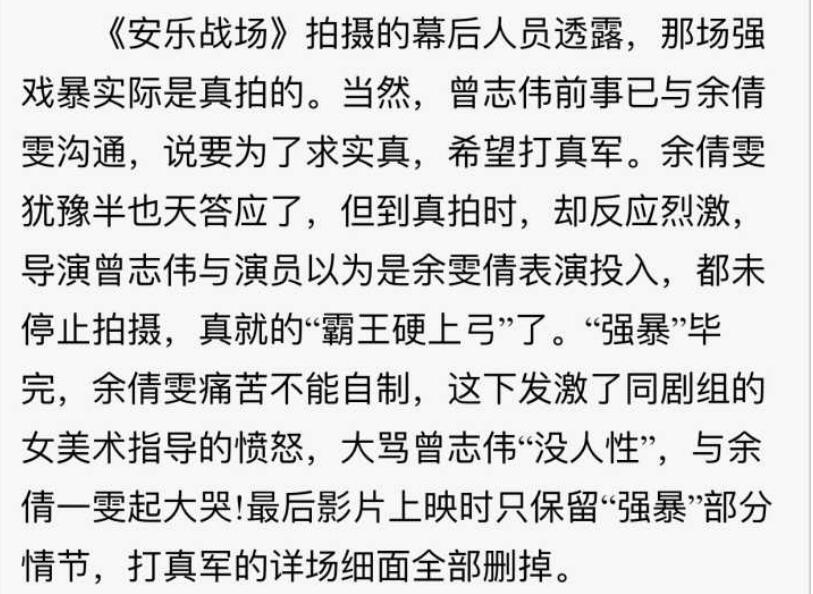 《安乐战场》拍摄的幕后人员透露，那场强
戏暴实际是真拍的。当然，曾志伟前事已与余倩
雯沟通，说要为了求实真，希望打真军。余倩雯
犹豫半也天答应了，但到真拍时，却反应烈激，
导演曾志伟与演员以为是余雯倩表演投入，都未
停止拍摄，真就的“霸王硬上弓”了。“强暴”毕
完，余倩雯痛苦不能自制，这下发激了同剧组的
女美术指导的愤怒，大骂曾志伟“没人性”，与余
倩一雯起大哭!最后影片上映时只保留“强暴”部分
情节，打真军的详场细面全部删掉。